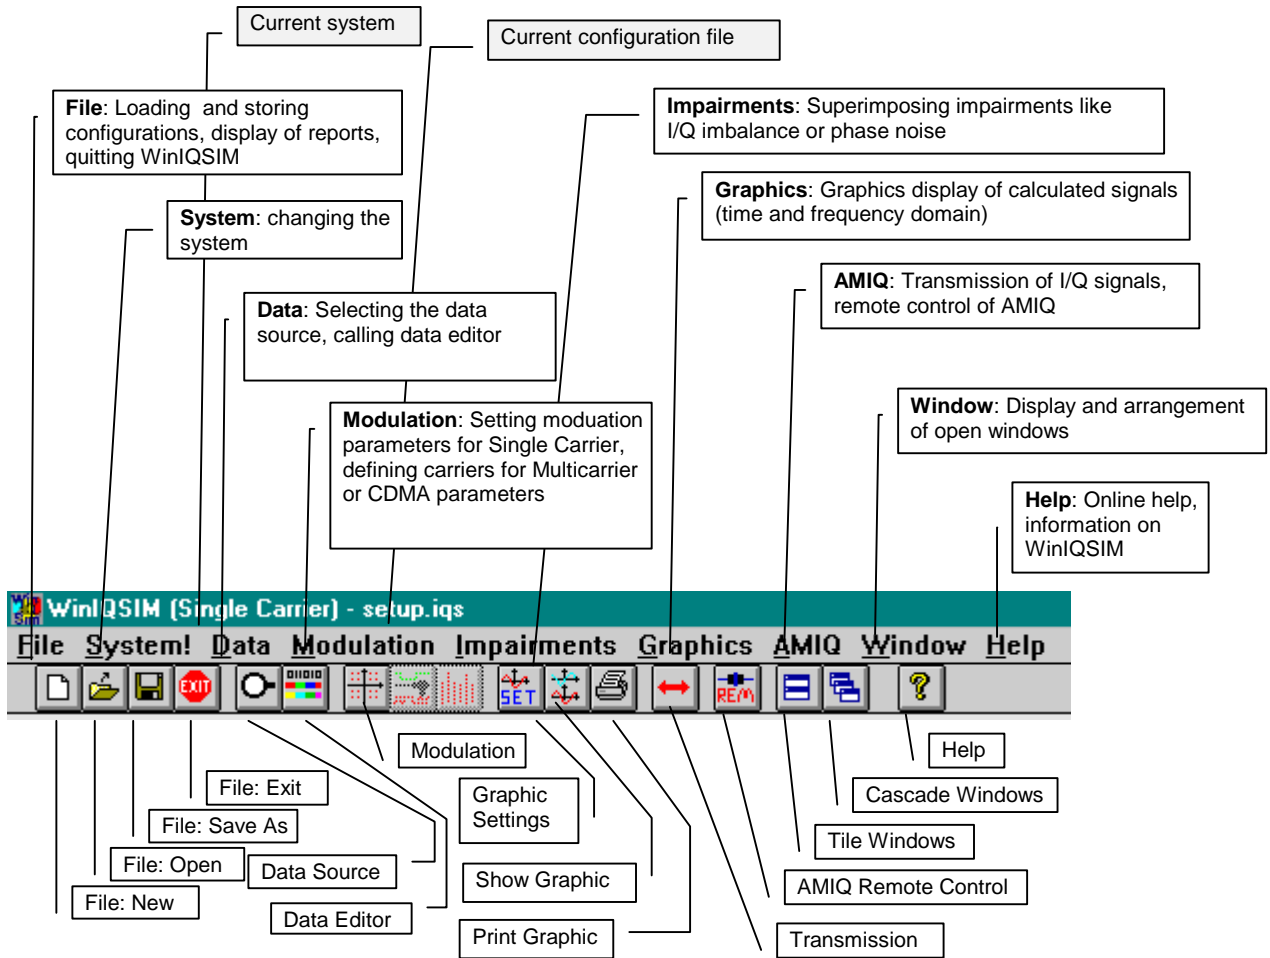 Current system
Current configuration file
File: Loading and storing
configurations, display of reports,
quitting WinIQSIM
Impairments: Superimposing impairments like
I/Q imbalance or phase noise
Graphics: Graphics display of calculated signals
(time and frequency domain)
System: changing the
system
AMIQ: Transmission of I/Q signals,
remote control of AMIQ
Data: Selecting the data
source, calling data editor
Modulation: Setting moduation
parameters for Single Carrier,
defining carriers for Multicarrier
or CDMA parameters
Window: Display and arrangement
of open windows
Help: Online help,
information on
WinIQSIM
WinIQSIM (Single Carrier) - setup.iqs
File System! Data Modulation Impairments Graphics AMIQ Window Help
EXIT
SET
REM
?
Modulation
Help
File: Exit
Graphic
Settings
Cascade Windows
File: Save As
Tile Windows
File: Open
Data Source
Show Graphic
AMIQ Remote Control
File: New
Data Editor
Print Graphic
Transmission